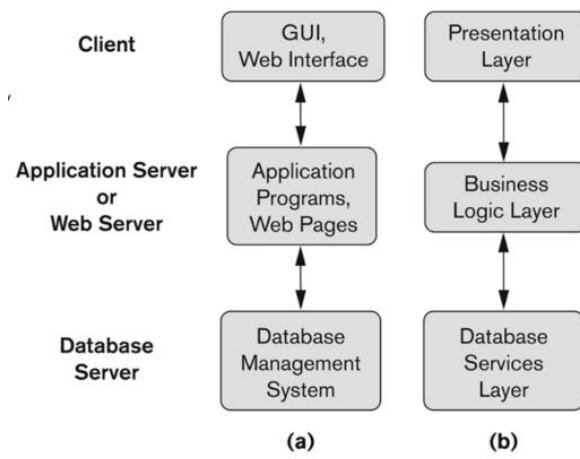 Client
GUI,
Web Interface
Presentation
Layer
Application Server
or
Web Server
Application
Programs,
Web Pages
Business
Logic Layer
Database
Server
Database
Management
System
Database
Services
Layer
(a)
(b)